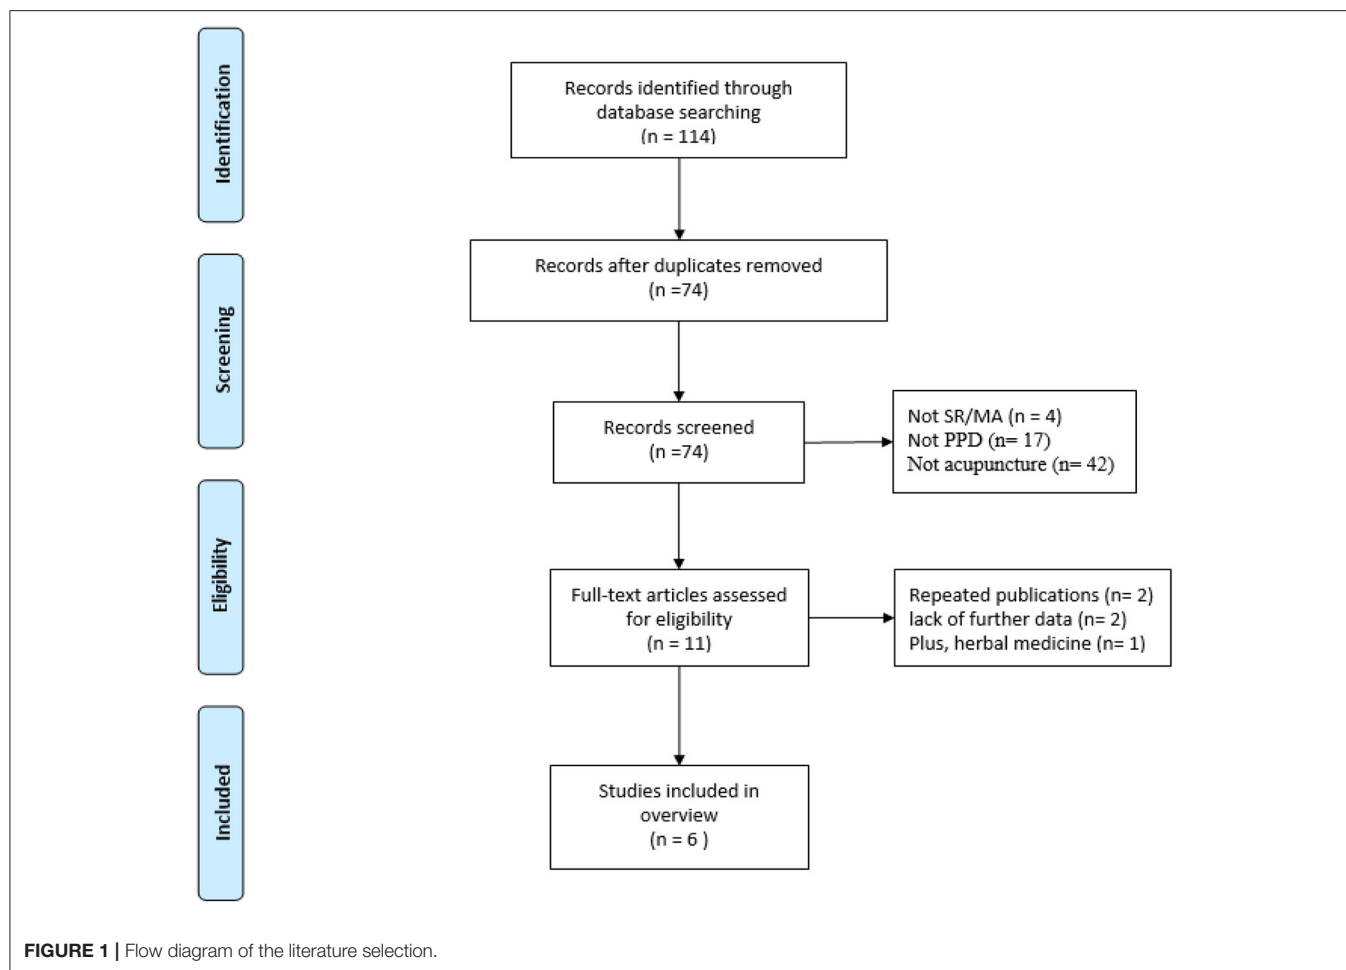 Identification
Records identified through
database searching
(n = 114)
Screening
Records after duplicates removed
(n =74)
Records screened
(n =74)
Not SR/MA (n = 4)
Not PPD (n= 17)
Not acupuncture (n= 42)
Eligibility
Full-text articles assessed
for eligibility
(n = 11)
Repeated publications (n= 2)
lack of further data (n= 2)
Plus, herbal medicine (n= 1)
Included
Studies included in
overview
(n = 6 )
FIGURE 1 | Flow diagram of the literature selection.